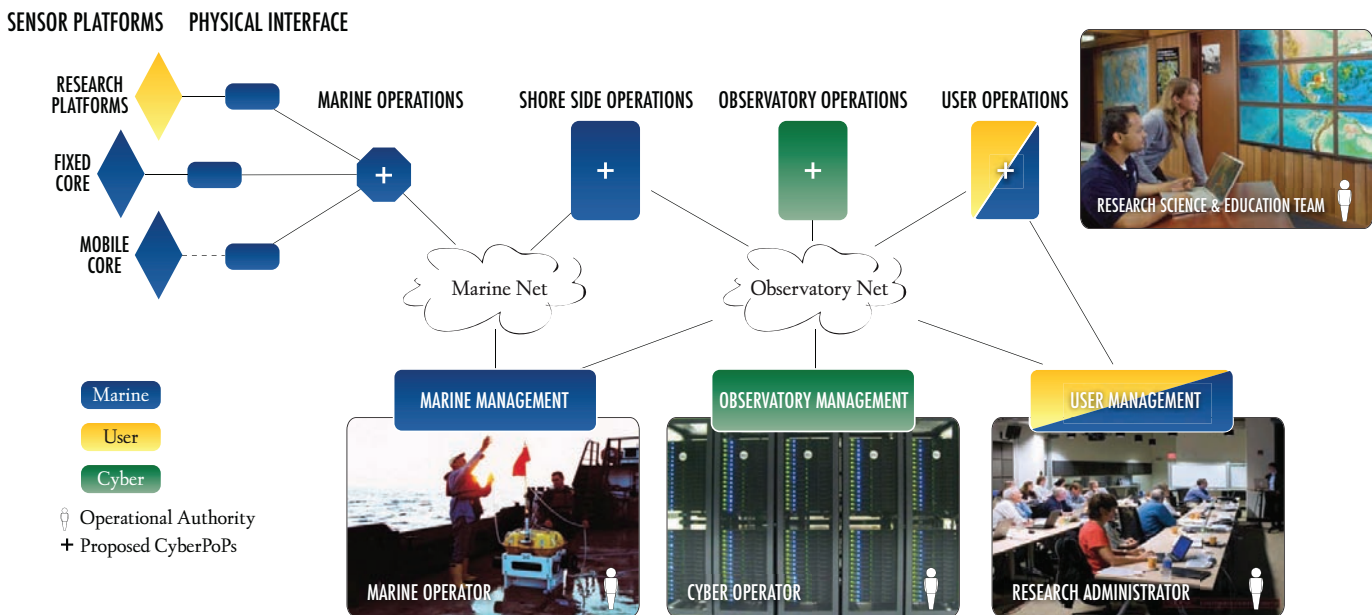 SENSOR PLATFORMS PHYSICAL INTERFACE
RESEARCH
PLATFORMS
FIXED
CORE
MOBILE
CORE
MARINE OPERATIONS
SHORE SIDE OPERATIONS
OBSERVATORY OPERATIONS
USER OPERATIONS
+
+
+
+
RESEARCH SCIENCE & EDUCATION TEAM
Marine Net
Observatory Net
MARINE MANAGEMENT
OBSERVATORY MANAGEMENT
USER MANAGEMENT
Marine
User
Cyber
Operational Authority
+ Proposed CyberPoPs
MARINE OPERATOR
CYBER OPERATOR
RESEARCH ADMINISTRATOR